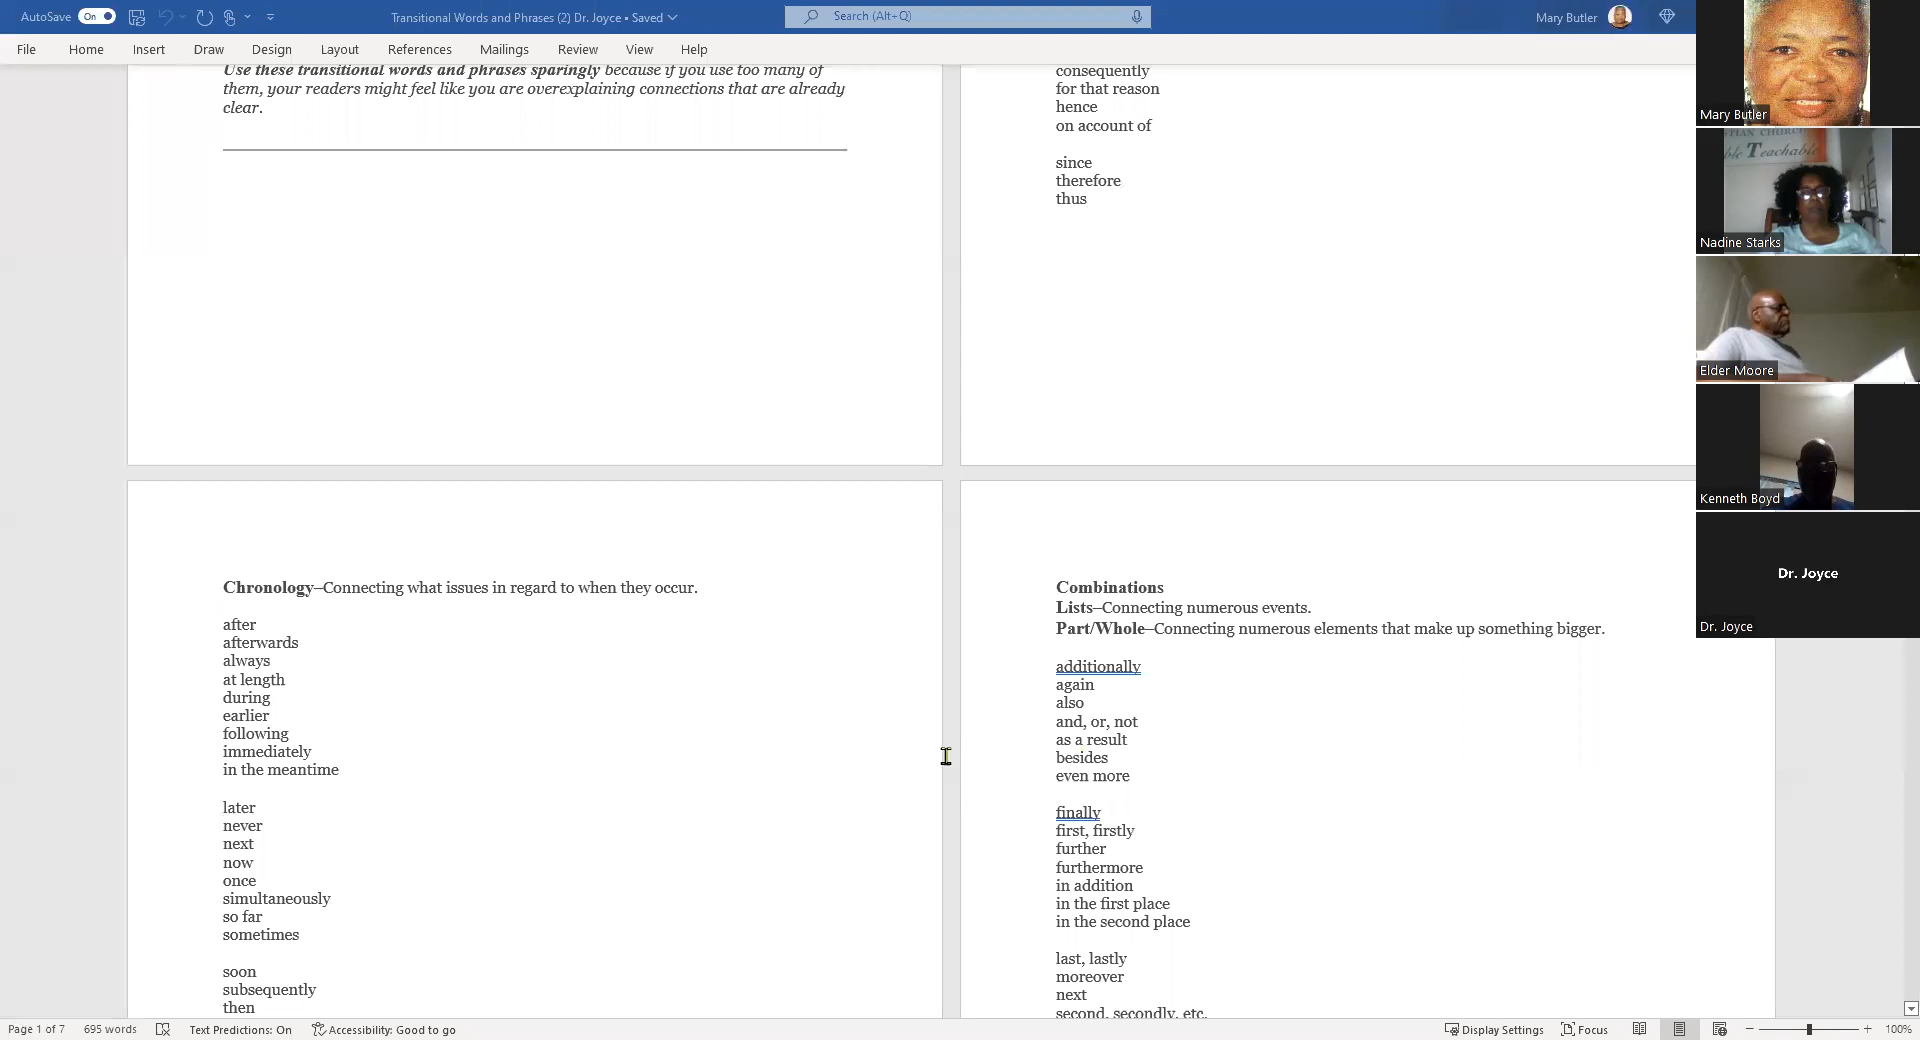 AutoSave On Transitional Words and Phrases (2) Dr. Joyce • Saved Search (Alt+Q) Mary Butler
File Home Insert Draw Design Layout References Mailings Review View Help
Use these transitional words and phrases sparingly because if you use too many of
them, your readers might feel like you are overexplaining connections that are already
clear.
consequently
for that reason
hence
on account of
since
therefore
thus
Chronology–Connecting what issues in regard to when they occur.
after
afterwards
always
at length
during
earlier
following
immediately
in the meantime
later
never
next
now
once
simultaneously
so far
sometimes
soon
subsequently
then
Combinations
Lists–Connecting numerous events.
Part/Whole–Connecting numerous elements that make up something bigger.
additionally
again
also
and, or, not
as a result
besides
even more
finally
first, firstly
further
furthermore
in addition
in the first place
in the second place
last, lastly
moreover
next
second, secondly, etc.
Mary Butler
Teachable
Nadine Starks
Elder Moore
Kenneth Boyd
Dr. Joyce
Dr. Joyce
Page 1 of 7 695 words Text Predictions: On Accessibility: Good to go Display Settings Focus 100%